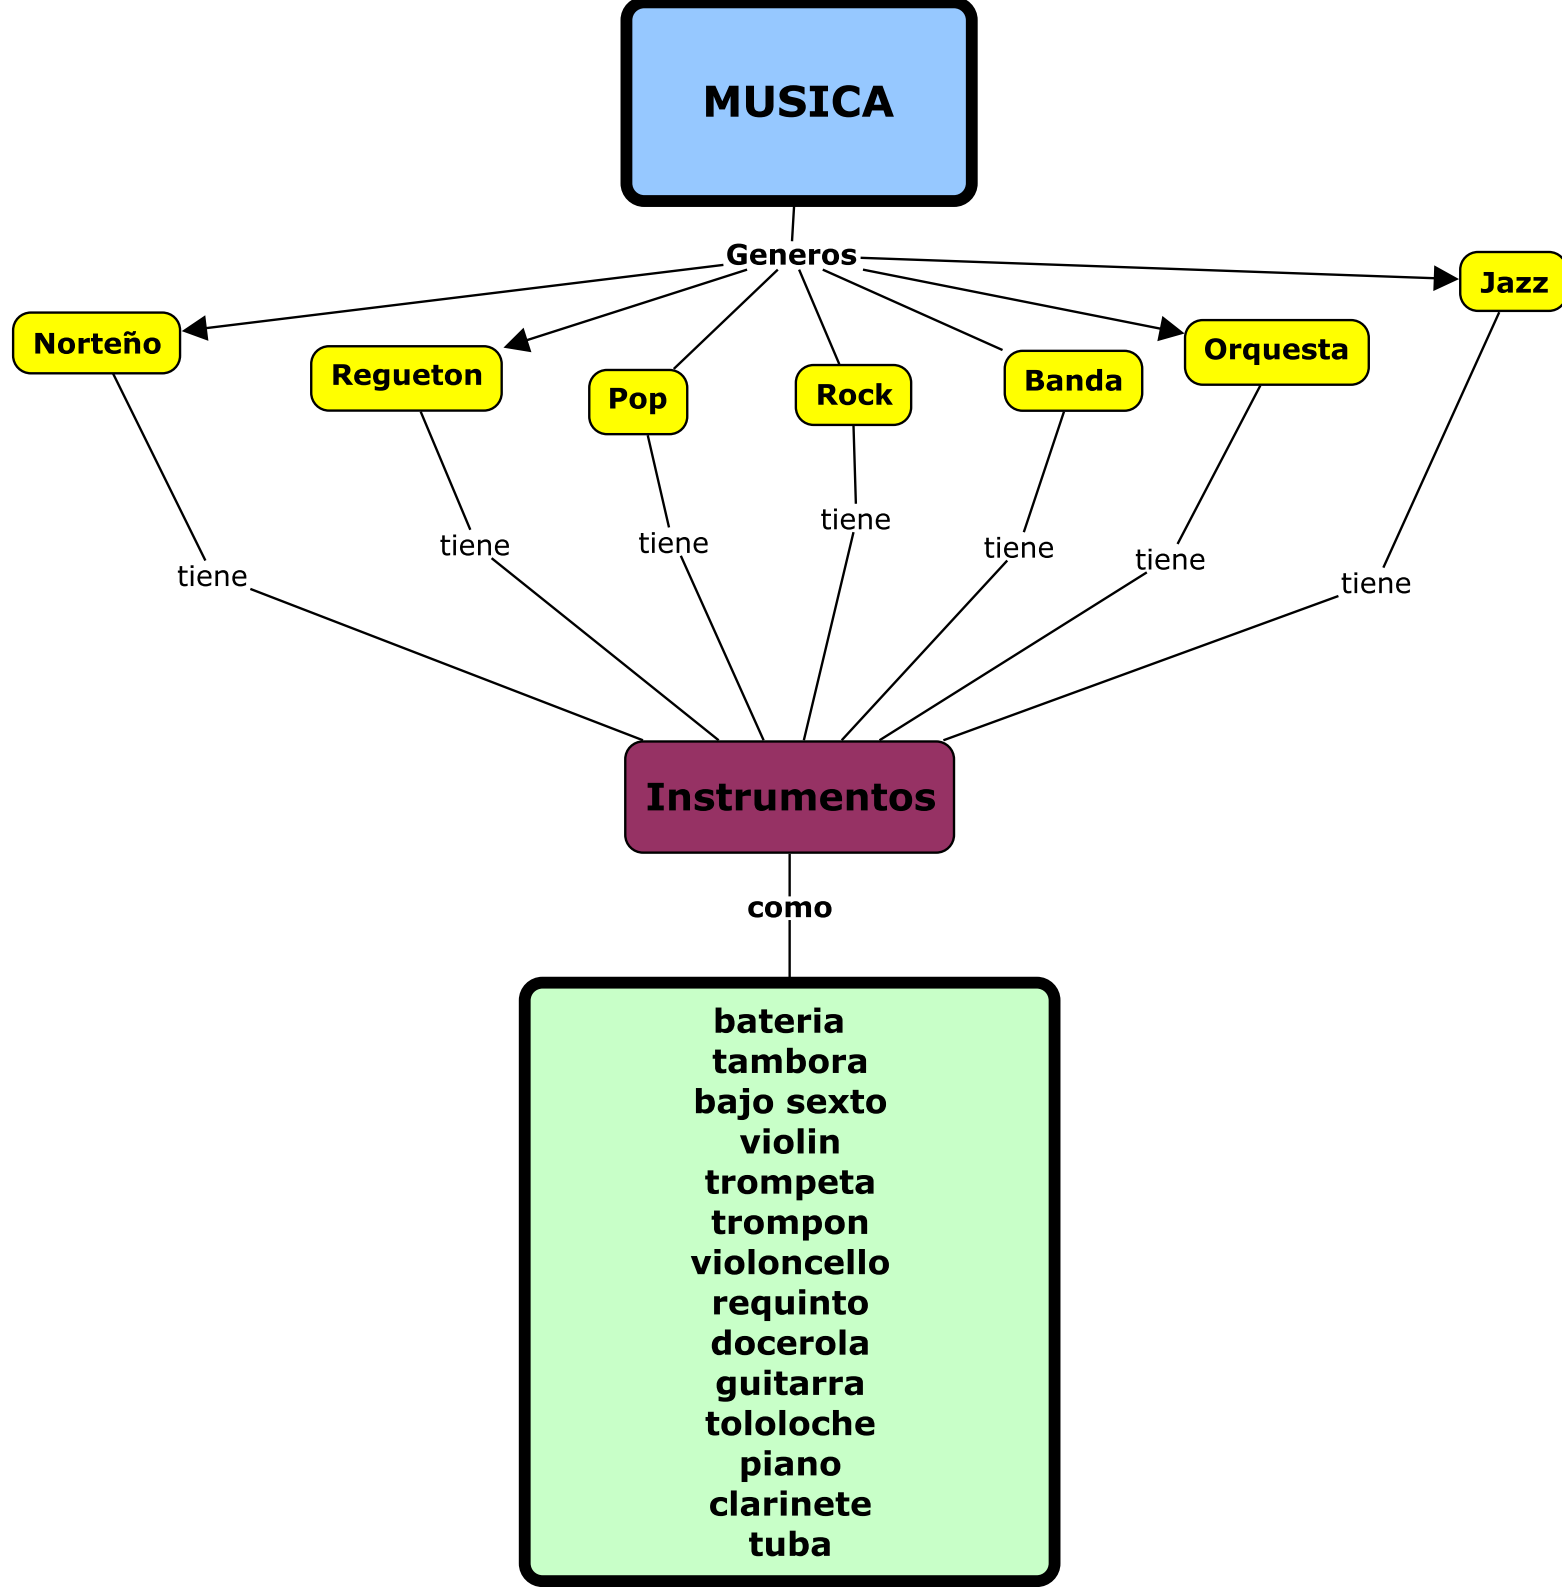 MUSICA
Generos
Norteño
Regueton
Pop
Rock
Banda
Orquesta
Jazz
tiene
tiene
tiene
tiene
tiene
tiene
tiene
Instrumentos
como
bateria
tambora
bajo sexto
violin
trompeta
trompon
violoncello
requinto
docerola
guitarra
tololoche
piano
clarinete
tuba